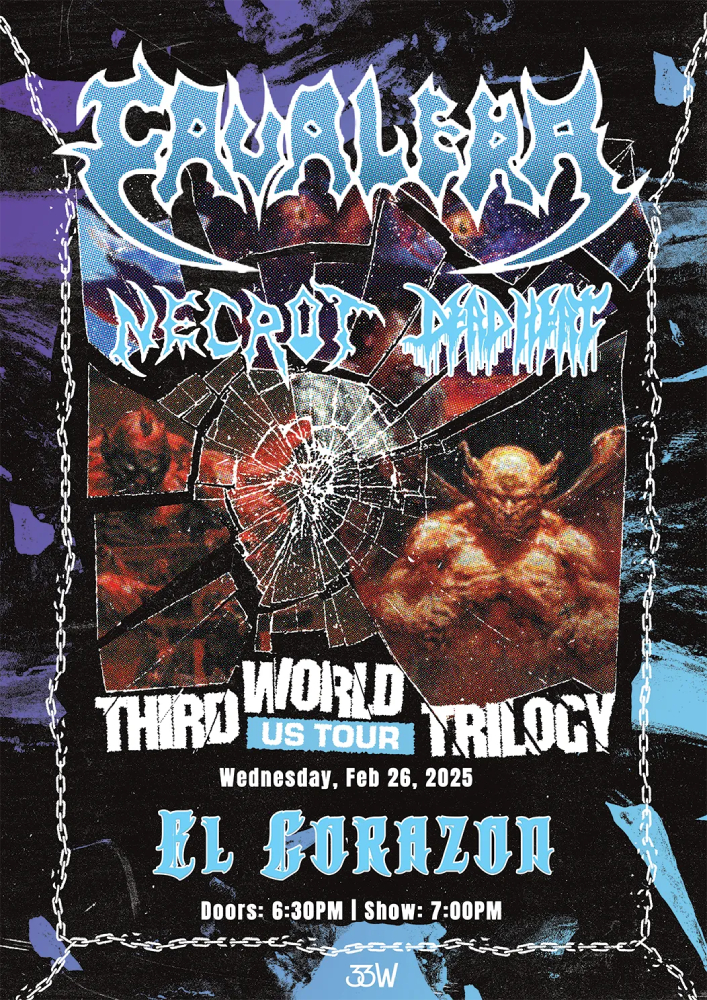 CAVALERA
NECROT DEAD HEAT
THIRD WORLD TRILOGY
US TOUR
Wednesday, Feb 26, 2025
El Corazon
Doors: 6:30PM | Show: 7:00PM
33W